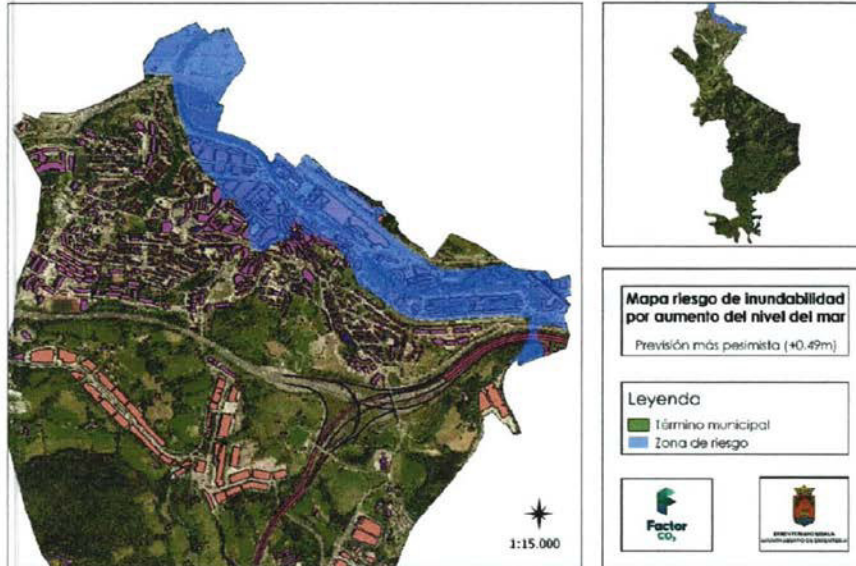 Mapa riesgo de inundabilidad
por aumento del nivel del mar
Previsión más pesimista (+0.49m)
Leyenda
Término municipal
Zona de riesgo
1:15.000
Factor
CO₂